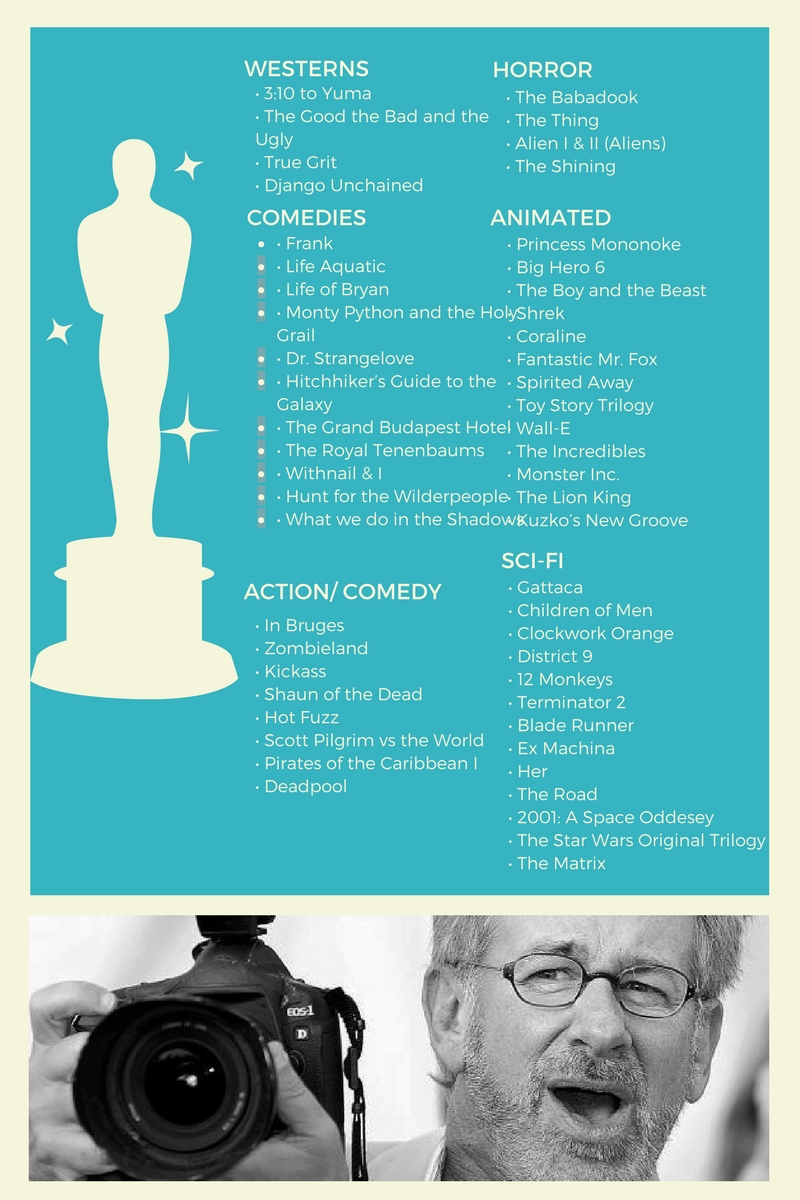 WESTERNS
· 3:10 to Yuma
· The Good the Bad and the
Ugly
· True Grit
· Django Unchained
HORROR
· The Babadook
· The Thing
· Alien I & II (Aliens)
· The Shining
COMEDIES
• · Frank
• · Life Aquatic
• · Life of Bryan
• · Monty Python and the Holy
Grail
• · Dr. Strangelove
• · Hitchhiker's Guide to the
Galaxy
• · The Grand Budapest Hotel
• · The Royal Tenenbaums
• · Withnail & I
• · Hunt for the Wilderpeople
• · What we do in the Shadows
ANIMATED
· Princess Mononoke
· Big Hero 6
· The Boy and the Beast
· Shrek
· Coraline
· Fantastic Mr. Fox
· Spirited Away
· Toy Story Trilogy
· Wall-E
· The Incredibles
· Monster Inc.
· The Lion King
· Kuzko's New Groove
ACTION/ COMEDY
· In Bruges
· Zombieland
· Kickass
· Shaun of the Dead
· Hot Fuzz
· Scott Pilgrim vs the World
· Pirates of the Caribbean I
· Deadpool
SCI-FI
· Gattaca
· Children of Men
· Clockwork Orange
· District 9
· 12 Monkeys
· Terminator 2
· Blade Runner
· Ex Machina
· Her
· The Road
· 2001: A Space Oddesey
· The Star Wars Original Trilogy
· The Matrix
EOS-1
D